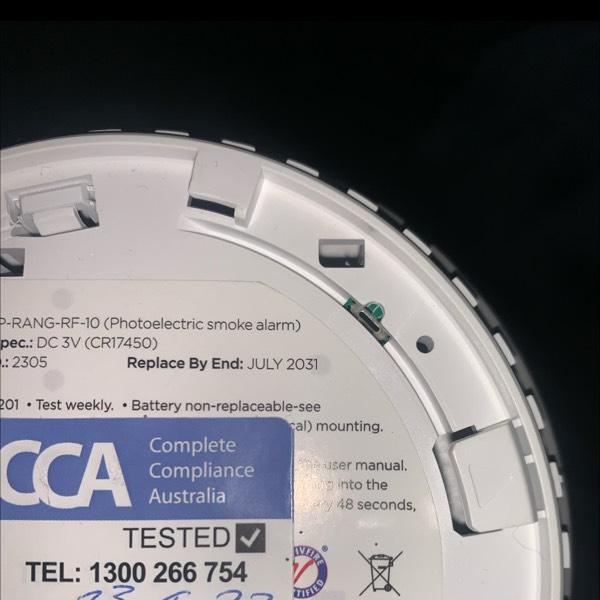 P-RANG-RF-10 (Photoelectric smoke alarm)
pec.: DC 3V (CR17450)
.: 2305 Replace By End: JULY 2031
201 • Test weekly. • Battery non-replaceable-see
cal) mounting.
user manual.
into the
48 seconds,
CCA Complete
Compliance
Australia
TESTED
TEL: 1300 266 754